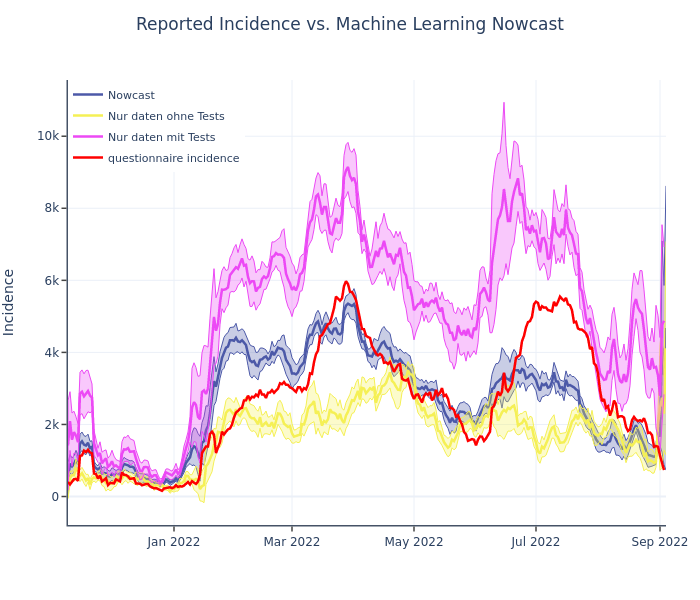 Reported Incidence vs. Machine Learning Nowcast
Nowcast
Nur daten ohne Tests
Nur daten mit Tests
questionnaire incidence
Incidence
10k
8k
6k
4k
2k
0
Jan 2022
Mar 2022
May 2022
Jul 2022
Sep 2022